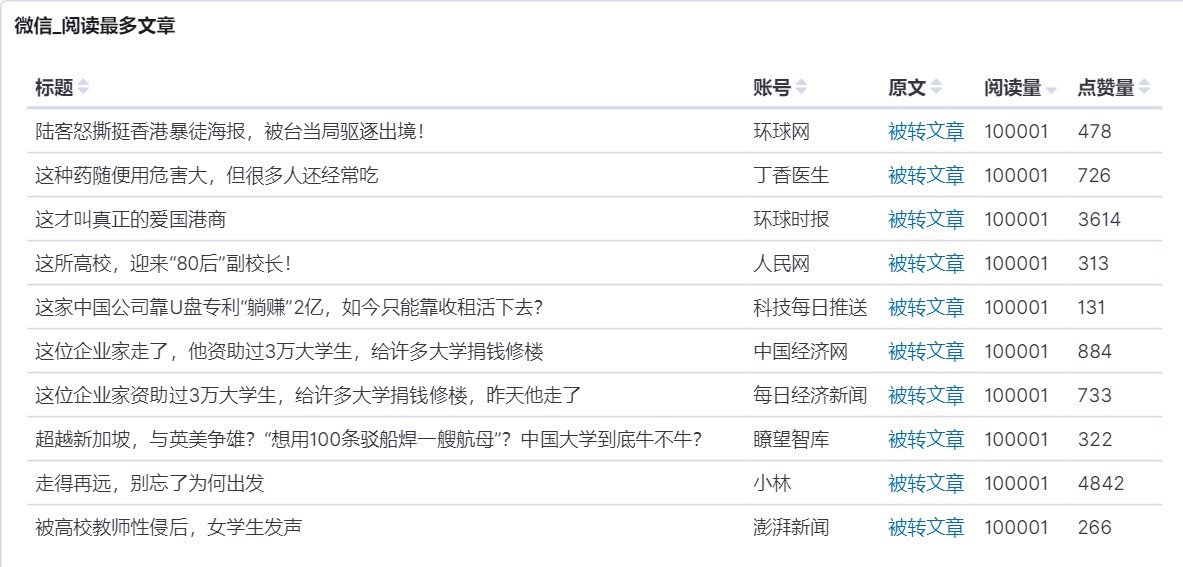 微信_阅读最多文章
标题 账号 原文 阅读量 点赞量
陆客怒撕挺香港暴徒海报，被台当局驱逐出境！ 环球网 被转文章 100001 478
这种药随便用危害大，但很多人还经常吃 丁香医生 被转文章 100001 726
这才叫真正的爱国港商 环球时报 被转文章 100001 3614
这所高校，迎来“80后”副校长！ 人民网 被转文章 100001 313
这家中国公司靠U盘专利“躺赚”2亿，如今只能靠收租活下去？ 科技每日推送 被转文章 100001 131
这位企业家走了，他资助过3万大学生，给许多大学捐钱修楼 中国经济网 被转文章 100001 884
这位企业家资助过3万大学生，给许多大学捐钱修楼，昨天他走了 每日经济新闻 被转文章 100001 733
超越新加坡，与英美争雄？“想用100条驳船焊一艘航母”？中国大学到底牛不牛？ 瞭望智库 被转文章 100001 322
走得再远，别忘了为何出发 小林 被转文章 100001 4842
被高校教师性侵后，女学生发声 澎湃新闻 被转文章 100001 266